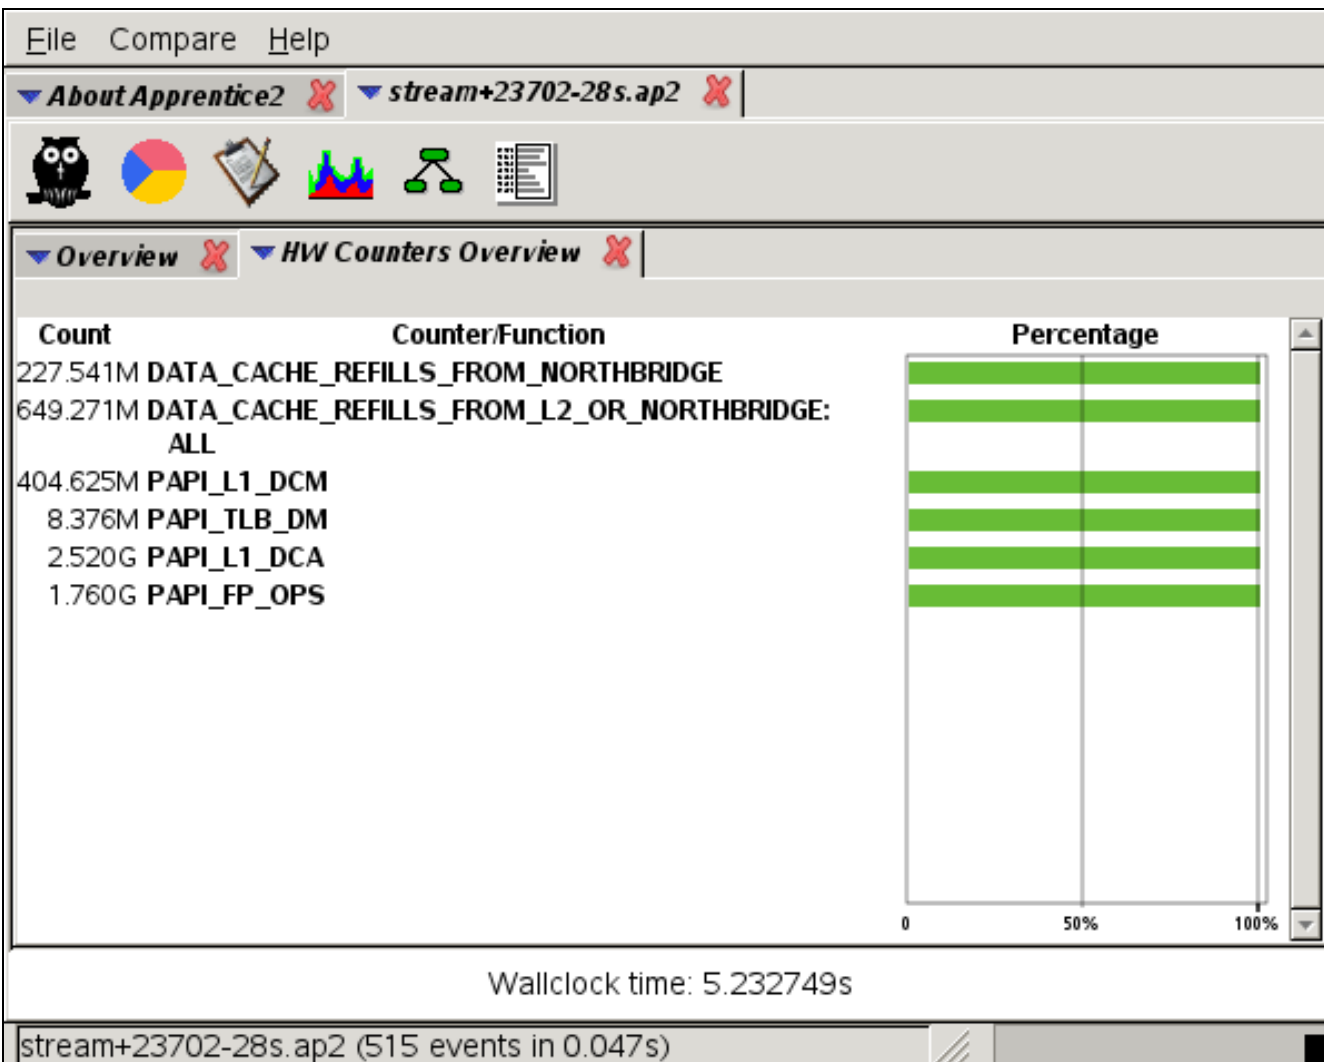 File Compare Help
About Apprentice2 stream+23702-28s.ap2
Overview HW Counters Overview
Count Counter/Function Percentage
227.541M DATA_CACHE_REFILLS_FROM_NORTHBRIDGE
649.271M DATA_CACHE_REFILLS_FROM_L2_OR_NORTHBRIDGE:
ALL
404.625M PAPI_L1_DCM
8.376M PAPI_TLB_DM
2.520G PAPI_L1_DCA
1.760G PAPI_FP_OPS
0 50% 100%
Wallclock time: 5.232749s
stream+23702-28s.ap2 (515 events in 0.047s)